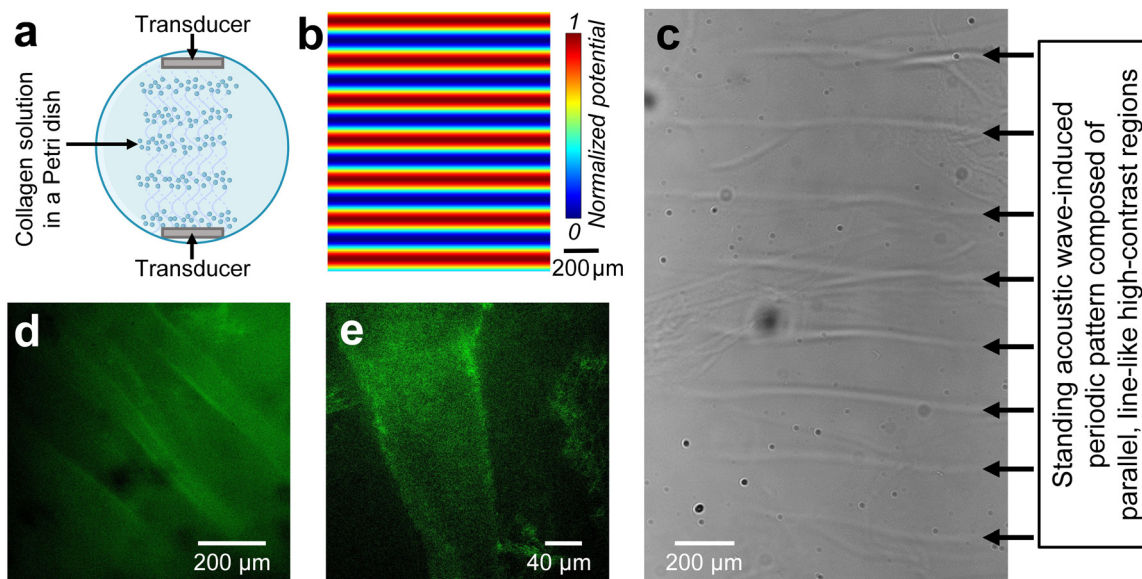 a
Transducer
Collagen solution
in a Petri dish
Transducer
b
1
Normalized potential
0
200 µm
c
200 µm
Standing acoustic wave-induced
periodic pattern composed of
parallel, line-like high-contrast regions
d
200 µm
e
40 µm